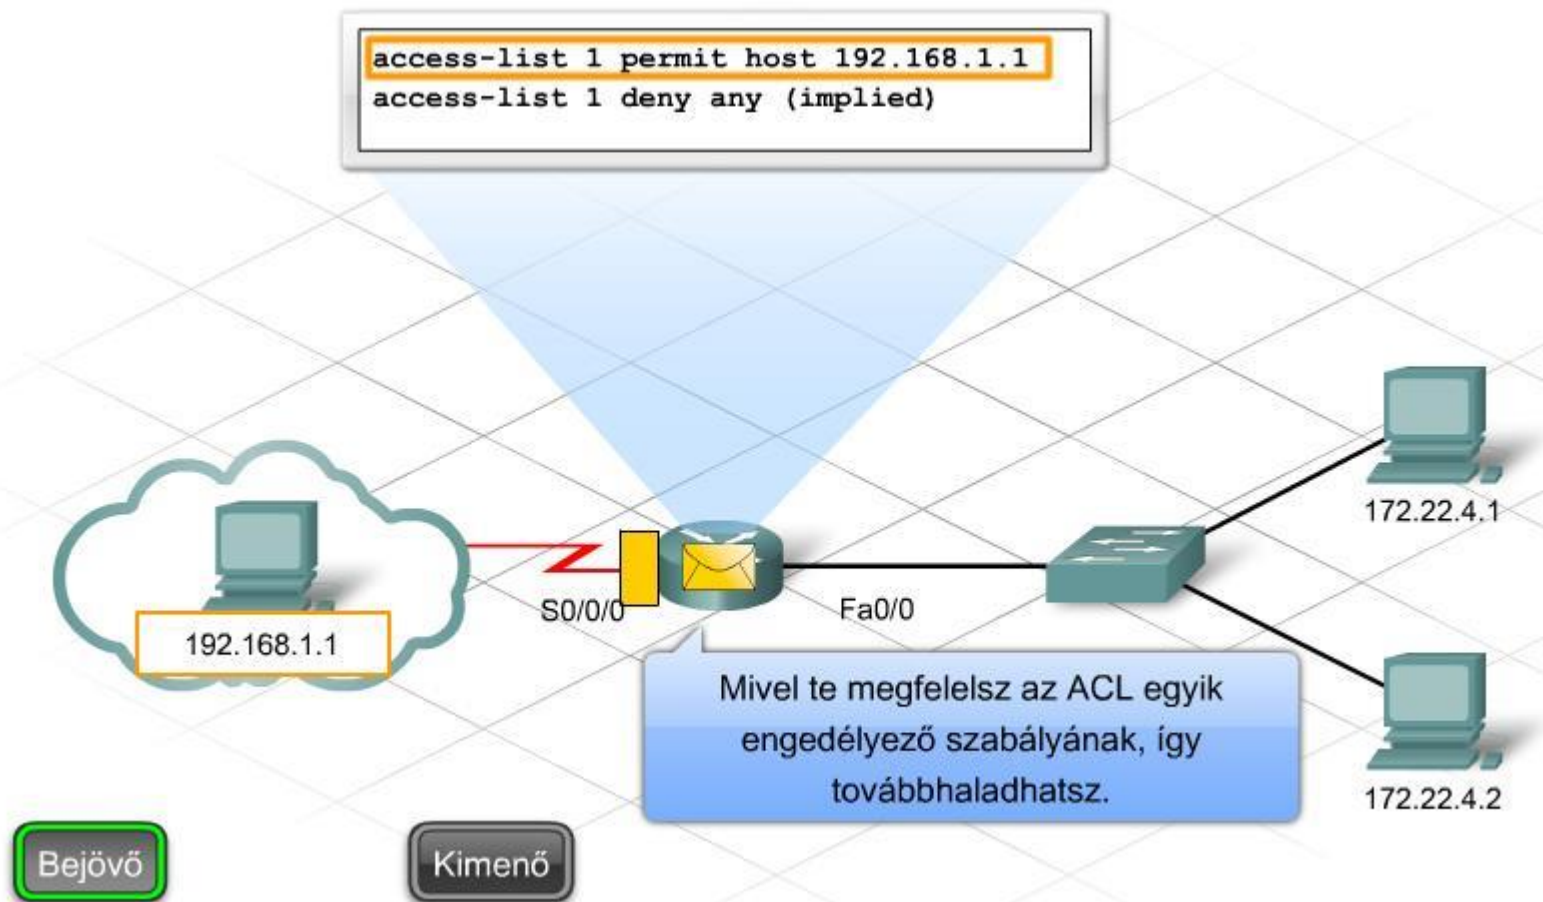 access-list 1 permit host 192.168.1.1
access-list 1 deny any (implied)
172.22.4.1
S0/0/0
Fa0/0
192.168.1.1
Mivel te megfelelsz az ACL egyik
engedélyező szabályának, így
továbbhaladhatsz.
172.22.4.2
Bejövő
Kimenő